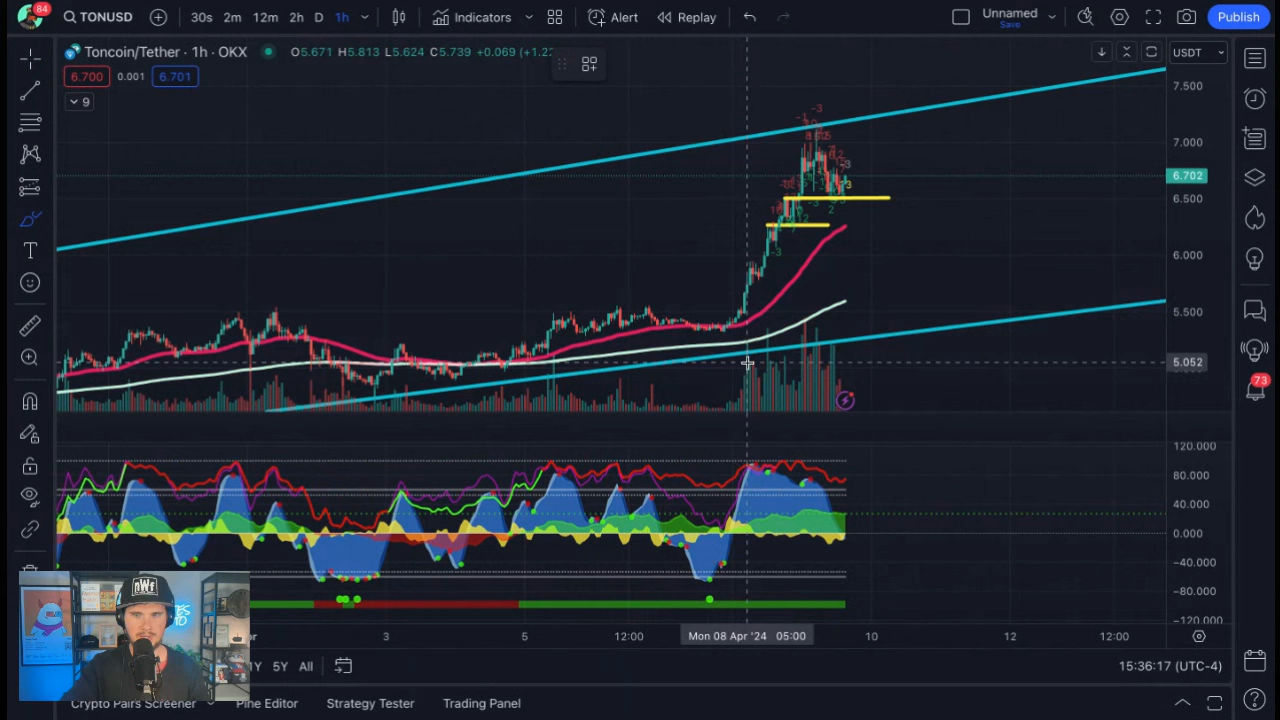 84
TONUSD
30s 2m 12m 2h D 1h
Indicators
Alert
Replay
Unnamed
Save
Publish
Toncoin/Tether · 1h · OKX
O5.671 H5.813 L5.624 C5.739 +0.069 (+1.22
USDT
6.700 0.001 6.701
9
7.500
7.000
6.702
6.500
6.000
5.500
5.052
73
120.000
80.000
40.000
0.000
-40.000
-80.000
-120.000
3 5 12:00 Mon 08 Apr '24 05:00 10 12 12:00
5Y All
15:36:17 (UTC-4)
Crypto Pairs Screener Pine Editor Strategy Tester Trading Panel